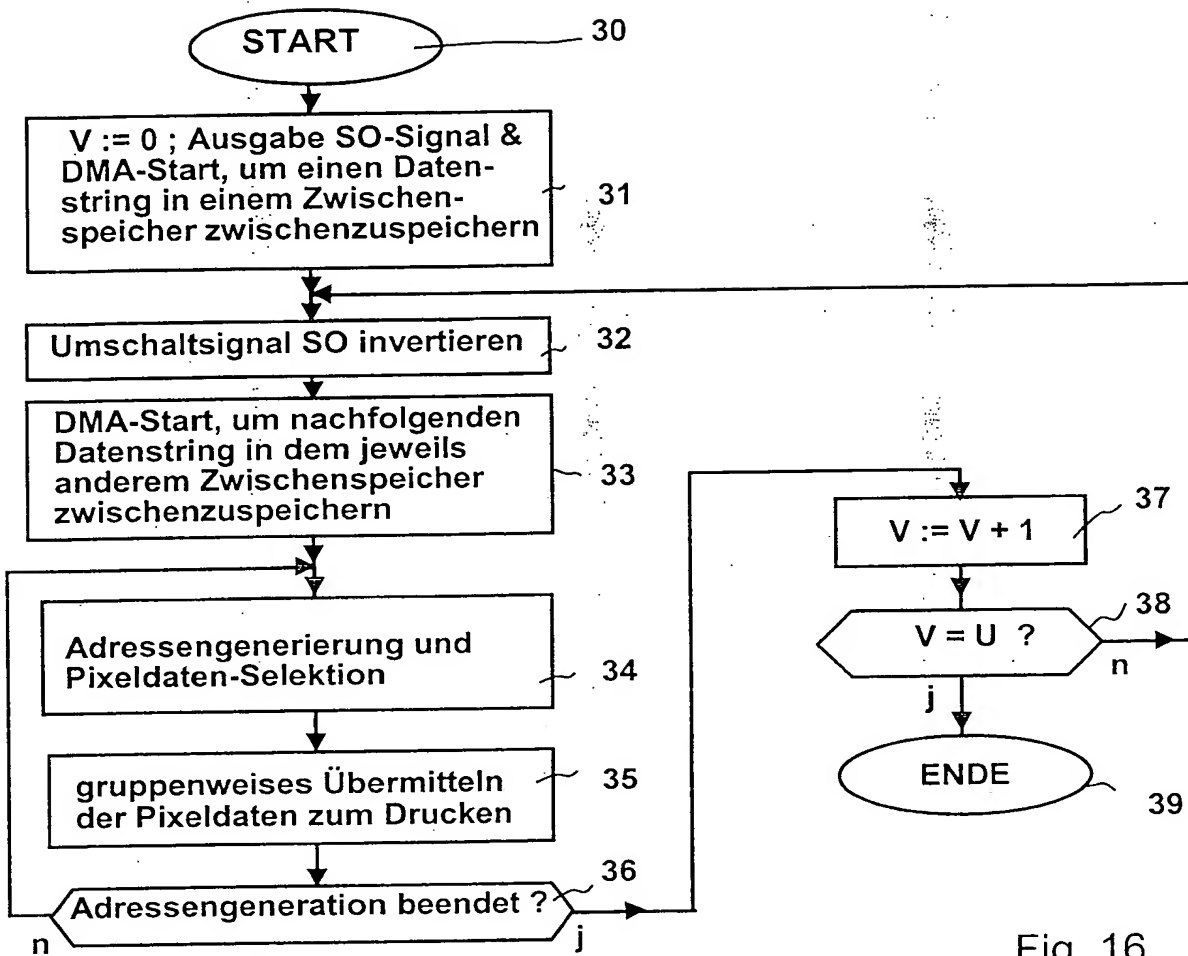 START
30
V := 0 ; Ausgabe SO-Signal &
DMA-Start, um einen Daten-
string in einem Zwischen-
speicher zwischenzuspeichern
31
Umschaltsignal SO invertieren
32
DMA-Start, um nachfolgenden
Datenstring in dem jeweils
anderem Zwischenspeicher
zwischenzuspeichern
33
Adressengenerierung und
Pixeldaten-Selektion
34
gruppenweises Übermitteln
der Pixeldaten zum Drucken
35
Adressengeneration beendet ?
36
n
j
V := V + 1
37
V = U ?
38
n
j
ENDE
39
Fig. 16